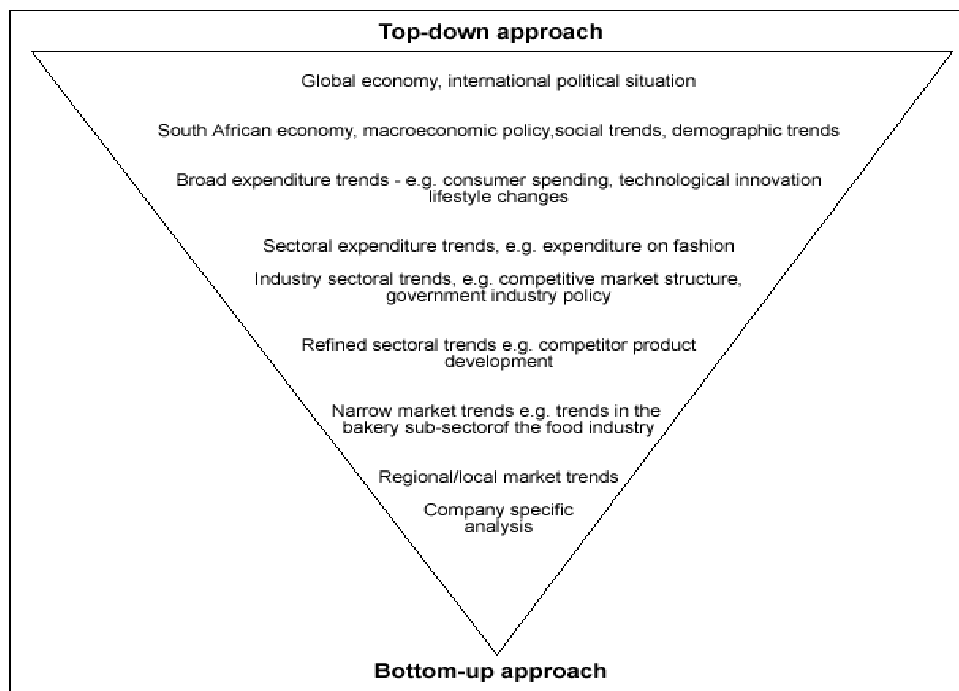 Top-down approach
Global economy, international political situation
South African economy, macroeconomic policy,social trends, demographic trends
Broad expenditure trends - e.g. consumer spending, technological innovation
lifestyle changes
Sectoral expenditure trends, e.g. expenditure on fashion
Industry sectoral trends, e.g. competitive market structure,
government industry policy
Refined sectoral trends e.g. competitor product
development
Narrow market trends e.g. trends in the
bakery sub-sectorof the food industry
Regional/local market trends
Company specific
analysis
Bottom-up approach